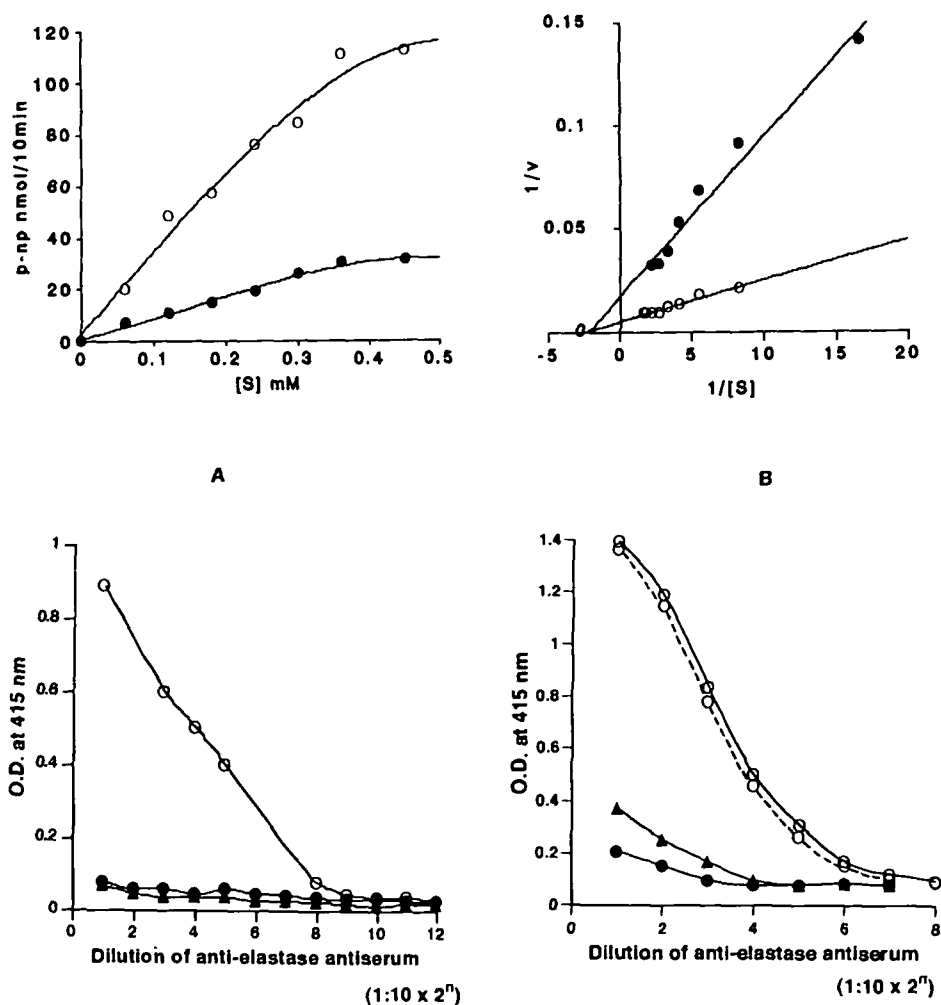 120
100
80
60
40
20
0
p-np nmol/10min
0 0.1 0.2 0.3 0.4 0.5
[S] mM
0.15
0.1
0.05
0
1/v
-5 0 5 10 15 20
1/[S]
A
B
1
0.8
0.6
0.4
0.2
0
O.D. at 415 nm
0 2 4 6 8 10 12
Dilution of anti-elastase antiserum
(1:10 x 2ⁿ)
1.4
1.2
1
0.8
0.6
0.4
0.2
0
O.D. at 415 nm
0 2 4 6 8
Dilution of anti-elastase antiserum
(1:10 x 2ⁿ)